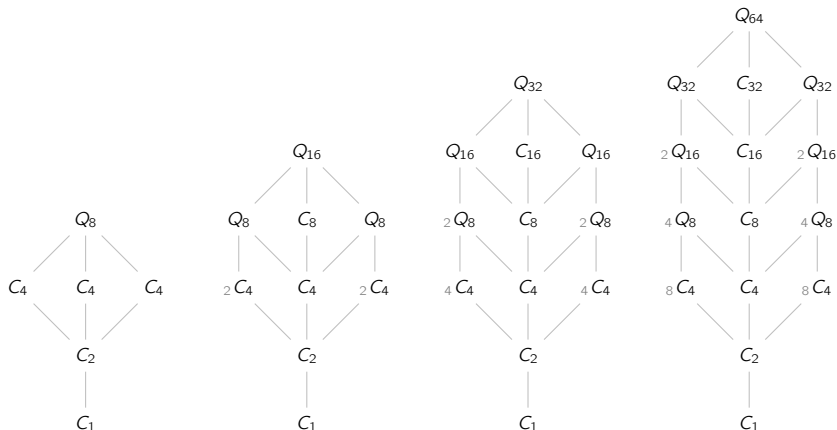 Q64
Q32 Q32 C32 Q32
Q16 Q16 C16 Q16 2 Q16 C16 2 Q16
Q8 Q8 C8 Q8 2 Q8 C8 2 Q8 4 Q8 C8 4 Q8
C4 C4 C4 2 C4 C4 2 C4 4 C4 C4 4 C4 8 C4 C4 8 C4
C2 C2 C2 C2
C1 C1 C1 C1